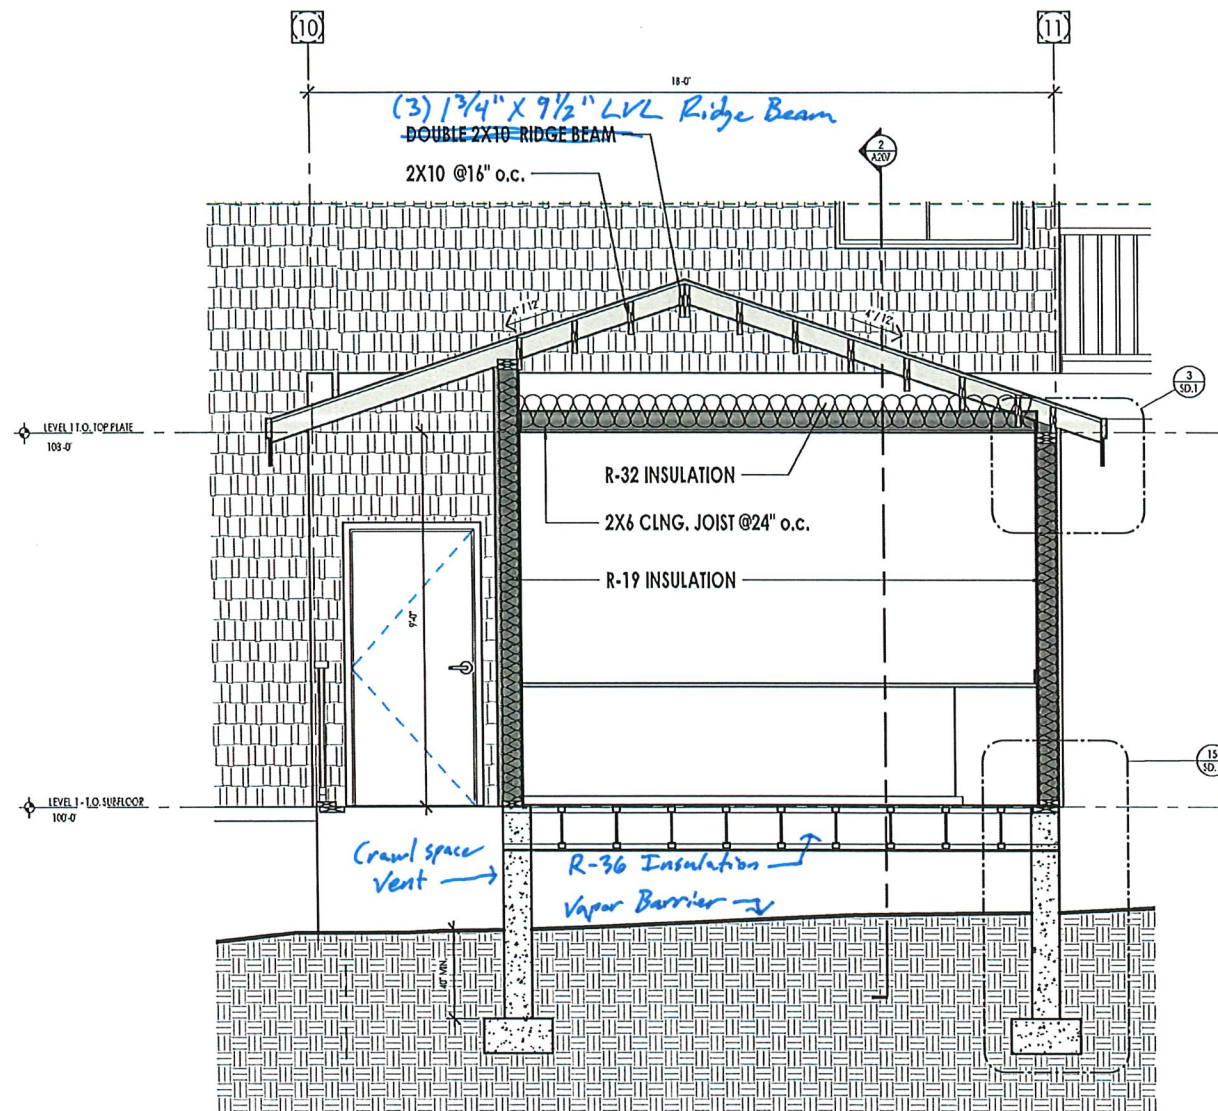 10
11
18'-0"
(3) 1 3/4" X 9 1/2" LVL Ridge Beam
DOUBLE 2X10 RIDGE BEAM
2X10 @16" o.c.
2
A207
4" / 12"
4" / 12"
3
SD.1
LEVEL 1 T.O. TOP PLATE
108'-0"
R-32 INSULATION
2X6 CLNG. JOIST @24" o.c.
R-19 INSULATION
9'-0"
15
LEVEL 1 - T.O. SUBFLOOR
100'-0"
Crawl space
Vent
R-36 Insulation
Vapor Barrier
40" MIN.